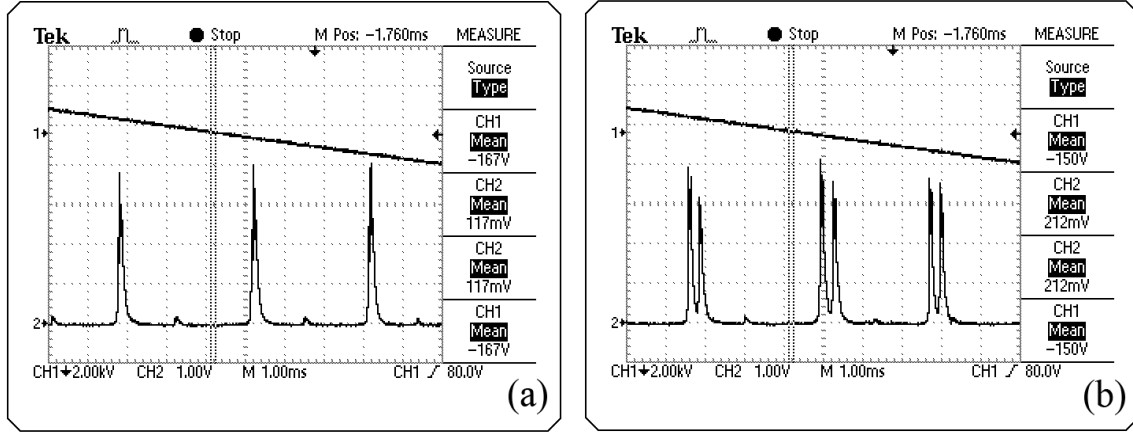 Tek Stop M Pos: -1.760ms MEASURE
Source
Type
1
CH1
Mean
-167V
CH2
Mean
117mV
CH2
Mean
117mV
2
CH1
Mean
-167V
CH1 2.00kV CH2 1.00V M 1.00ms CH1 80.0V
(a)
Tek Stop M Pos: -1.760ms MEASURE
Source
Type
1
CH1
Mean
-150V
CH2
Mean
212mV
CH2
Mean
212mV
2
CH1
Mean
-150V
CH1 2.00kV CH2 1.00V M 1.00ms CH1 80.0V
(b)